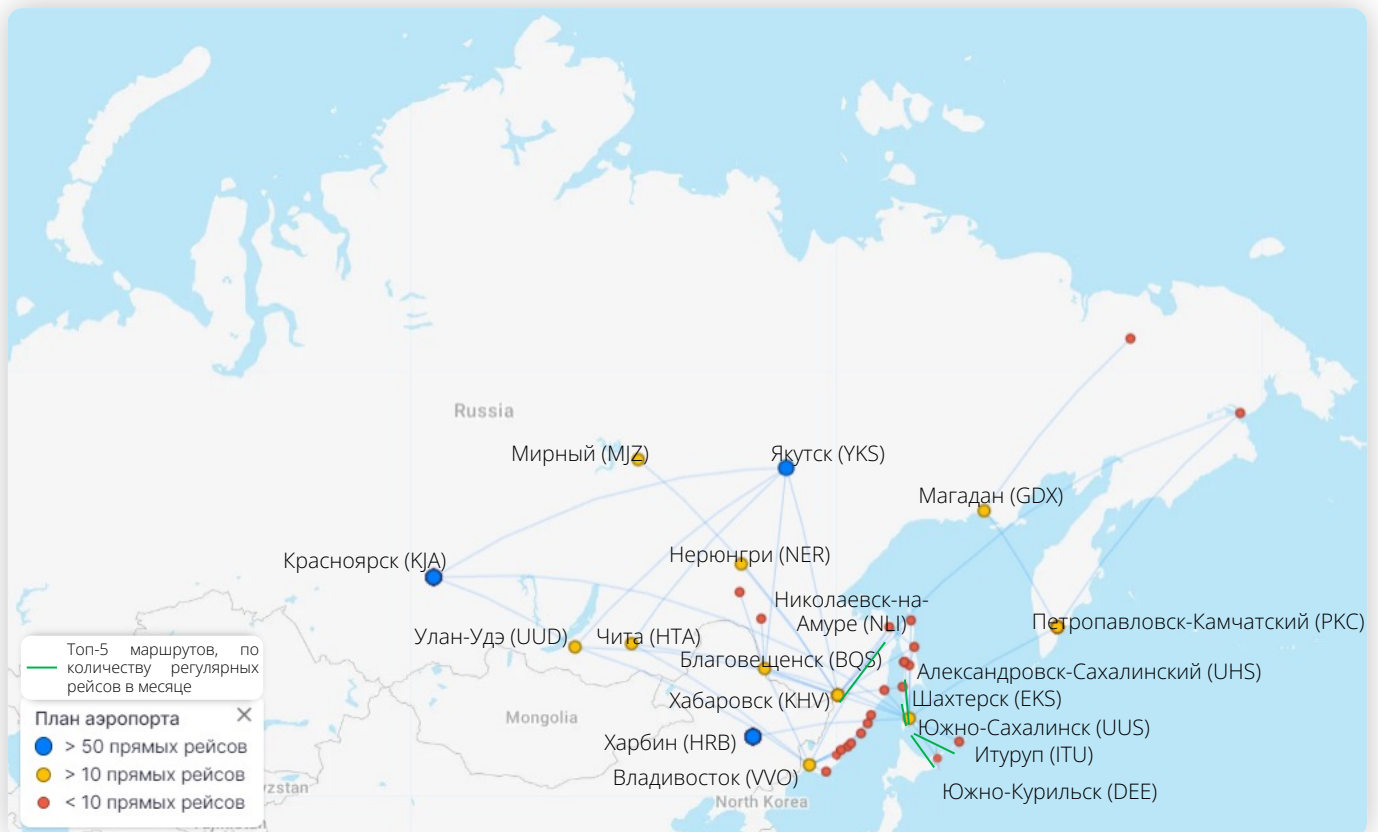 Russia
Мирный (MJZ)
Якутск (YKS)
Магадан (GDX)
Красноярск (KJA)
Нерюнгри (NER)
Николаевск-на-
Амуре (NLI)
Петропавловск-Камчатский (PKC)
Улан-Удэ (UUD)
Чита (HTA)
Благовещенск (BQS)
Александровск-Сахалинский (UHS)
Хабаровск (KHV)
Шахтерск (EKS)
Mongolia
Южно-Сахалинск (UUS)
Харбин (HRB)
Итуруп (ITU)
Владивосток (VVO)
Южно-Курильск (DEE)
North Korea
Топ-5 маршрутов, по
количеству регулярных
рейсов в месяце
План аэропорта
> 50 прямых рейсов
> 10 прямых рейсов
< 10 прямых рейсов